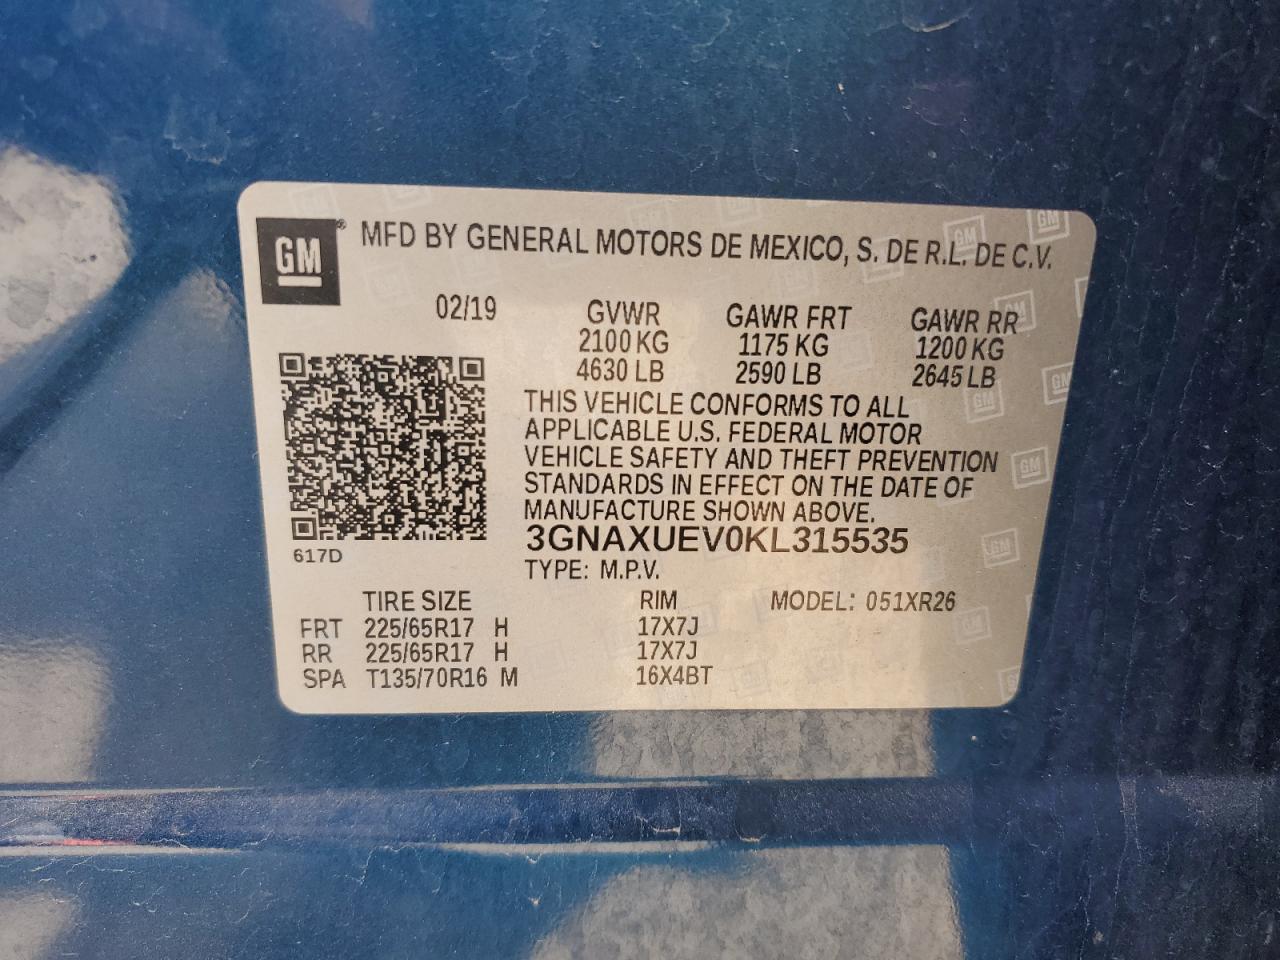 GM ® MFD BY GENERAL MOTORS DE MEXICO, S. DE R.L. DE C.V.
02/19 GVWR GAWR FRT GAWR RR
2100 KG 1175 KG 1200 KG
4630 LB 2590 LB 2645 LB
THIS VEHICLE CONFORMS TO ALL
APPLICABLE U.S. FEDERAL MOTOR
VEHICLE SAFETY AND THEFT PREVENTION
STANDARDS IN EFFECT ON THE DATE OF
MANUFACTURE SHOWN ABOVE.
3GNAXUEV0KL315535
617D
TYPE: M.P.V.
TIRE SIZE RIM MODEL: 051XR26
FRT 225/65R17 H 17X7J
RR 225/65R17 H 17X7J
SPA T135/70R16 M 16X4BT